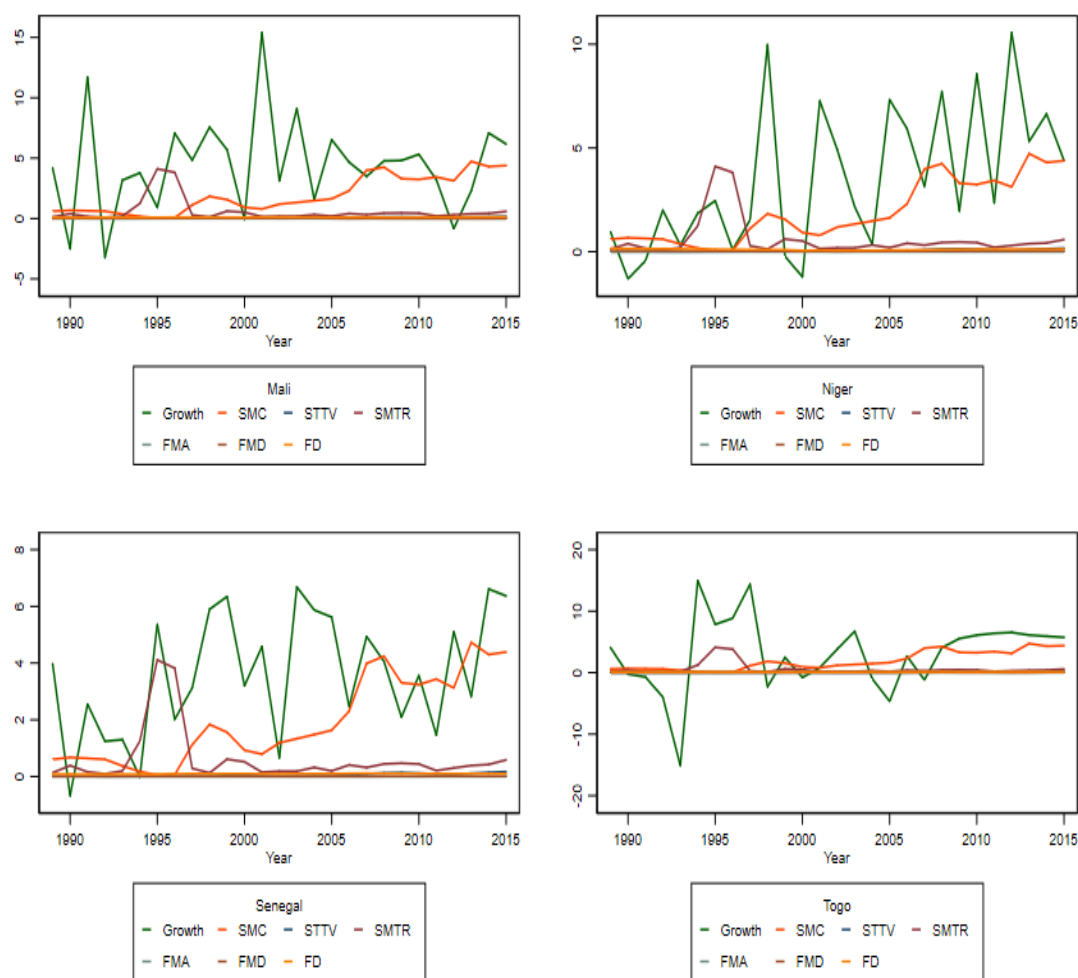 15
10
5
0
-5
1990 1995 2000 2005 2010 2015
Year
Mali
Growth SMC STTV SMTR
FMA FMD FD
10
5
0
1990 1995 2000 2005 2010 2015
Year
Niger
Growth SMC STTV SMTR
FMA FMD FD
8
6
4
2
0
1990 1995 2000 2005 2010 2015
Year
Senegal
Growth SMC STTV SMTR
FMA FMD FD
20
10
0
-10
-20
1990 1995 2000 2005 2010 2015
Year
Togo
Growth SMC STTV SMTR
FMA FMD FD